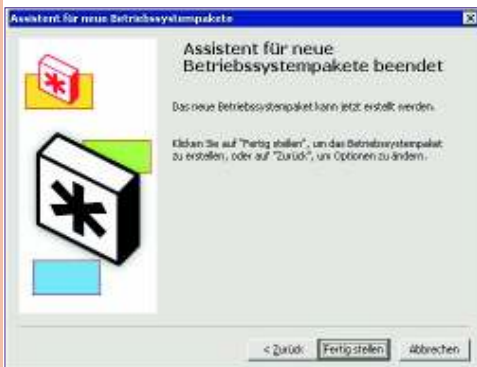 Assistent für neue Betriebssystempakete
Assistent für neue
Betriebssystempakete beendet
Das neue Betriebssystempaket kann jetzt erstellt werden.
Klicken Sie auf "Fertig stellen", um das Betriebssystempaket
zu erstellen, oder auf "Zurück", um Optionen zu ändern.
< Zurück Fertig stellen Abbrechen